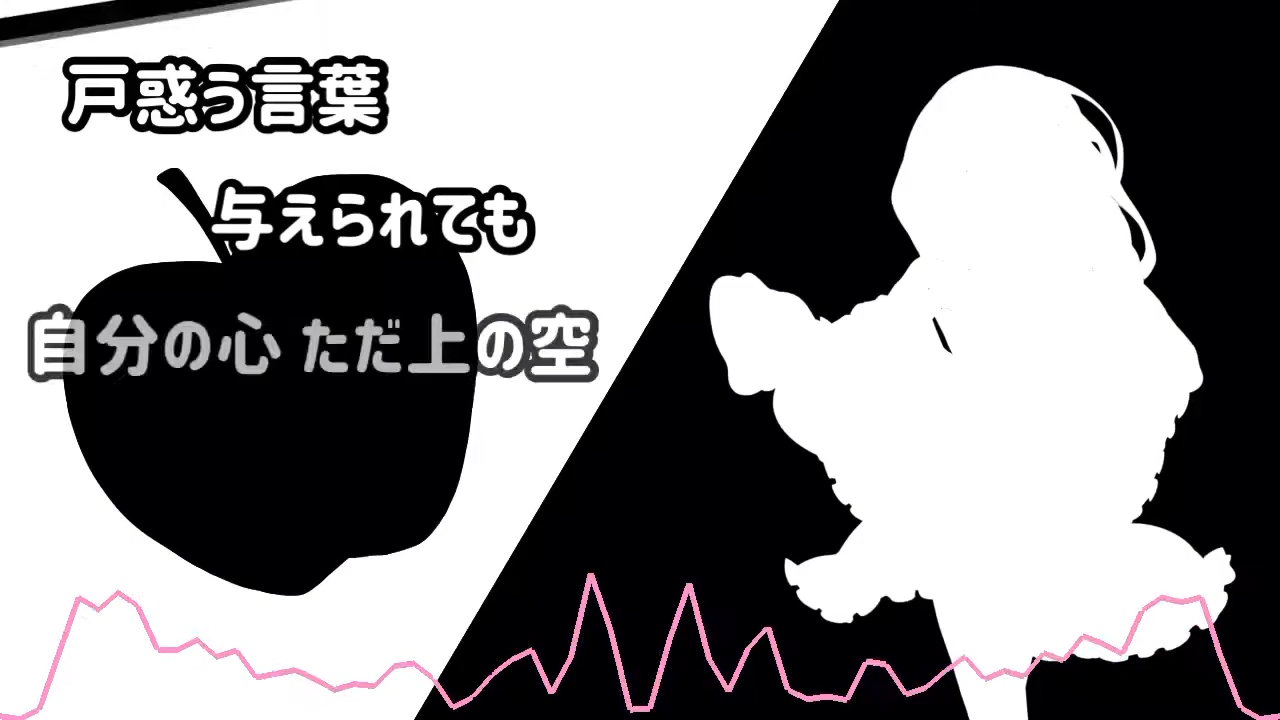 戸惑う言葉
与えられても
自分の心 ただ上の空